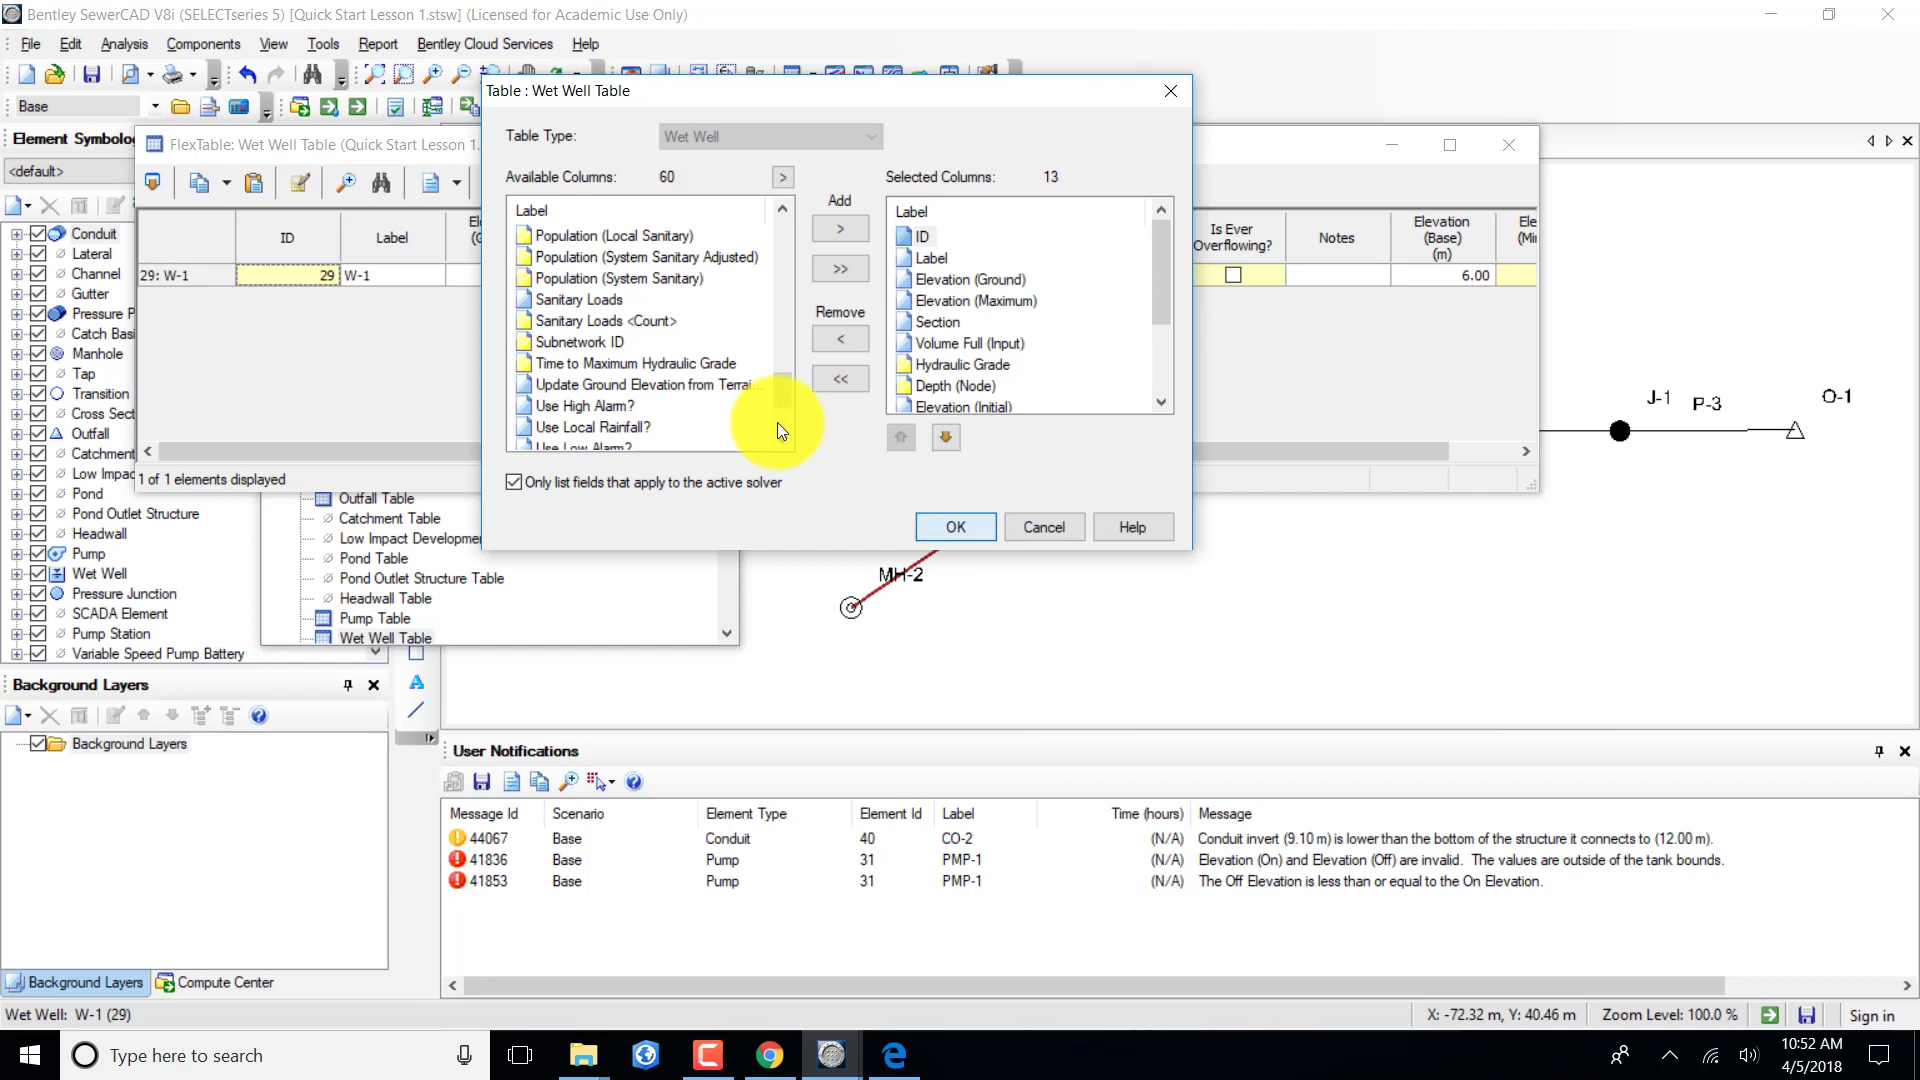 Bentley SewerCAD V8i (SELECTseries 5) [Quick Start Lesson 1.stsw] (Licensed for Academic Use Only)
File Edit Analysis Components View Tools Report Bentley Cloud Services Help
Base
Element Symbolo
<default>
Conduit
Lateral
Channel
Gutter
Pressure P
Catch Basi
Manhole
Tap
Transition
Cross Sect
Outfall
Catchment
Low Impac
Pond
Pond Outlet Structure
Headwall
Pump
Wet Well
Pressure Junction
SCADA Element
Pump Station
Variable Speed Pump Battery
FlexTable: Wet Well Table (Quick Start Lesson 1.
ID Label
29: W-1 29 W-1
1 of 1 elements displayed
Is Ever Overflowing? Notes Elevation (Base) (m)
6.00
Outfall Table
Catchment Table
Low Impact Developme
Pond Table
Pond Outlet Structure Table
Headwall Table
Pump Table
Wet Well Table
Table : Wet Well Table
Table Type: Wet Well
Available Columns: 60 >
Label
Population (Local Sanitary)
Population (System Sanitary Adjusted)
Population (System Sanitary)
Sanitary Loads
Sanitary Loads <Count>
Subnetwork ID
Time to Maximum Hydraulic Grade
Update Ground Elevation from Terrai...
Use High Alarm?
Use Local Rainfall?
Use Low Alarm?
Add
>
>>
Remove
<
<<
Selected Columns: 13
Label
ID
Label
Elevation (Ground)
Elevation (Maximum)
Section
Volume Full (Input)
Hydraulic Grade
Depth (Node)
Elevation (Initial)
Only list fields that apply to the active solver
OK Cancel Help
J-1 P-3 O-1
MH-2
Background Layers
Background Layers
Background Layers Compute Center
User Notifications
Message Id Scenario Element Type Element Id Label Time (hours) Message
44067 Base Conduit 40 CO-2 (N/A) Conduit invert (9.10 m) is lower than the bottom of the structure it connects to (12.00 m).
41836 Base Pump 31 PMP-1 (N/A) Elevation (On) and Elevation (Off) are invalid. The values are outside of the tank bounds.
41853 Base Pump 31 PMP-1 (N/A) The Off Elevation is less than or equal to the On Elevation.
Wet Well: W-1 (29)
X: -72.32 m, Y: 40.46 m Zoom Level: 100.0 % Sign in
Type here to search
10:52 AM
4/5/2018